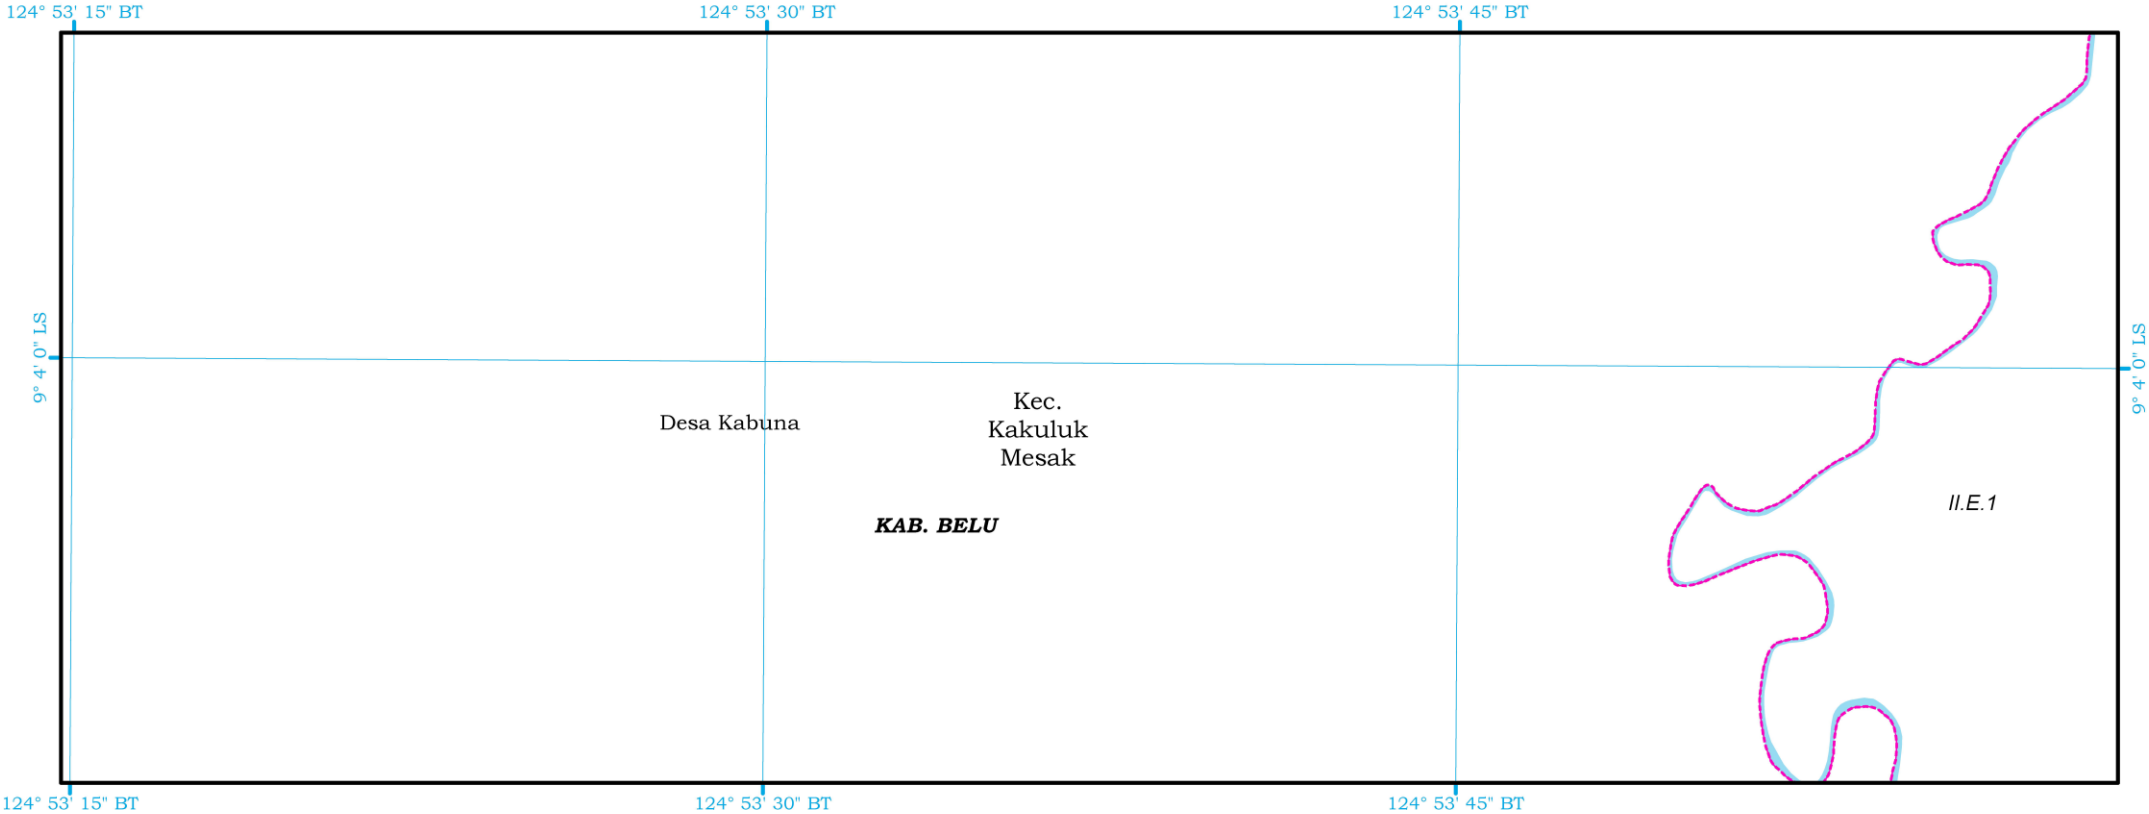 124° 53' 15" BT
124° 53' 30" BT
124° 53' 45" BT
9° 4' 0" LS
9° 4' 0" LS
Kec.
Kakuluk
Mesak
Desa Kabuna
II.E.1
KAB. BELU
124° 53' 15" BT
124° 53' 30" BT
124° 53' 45" BT